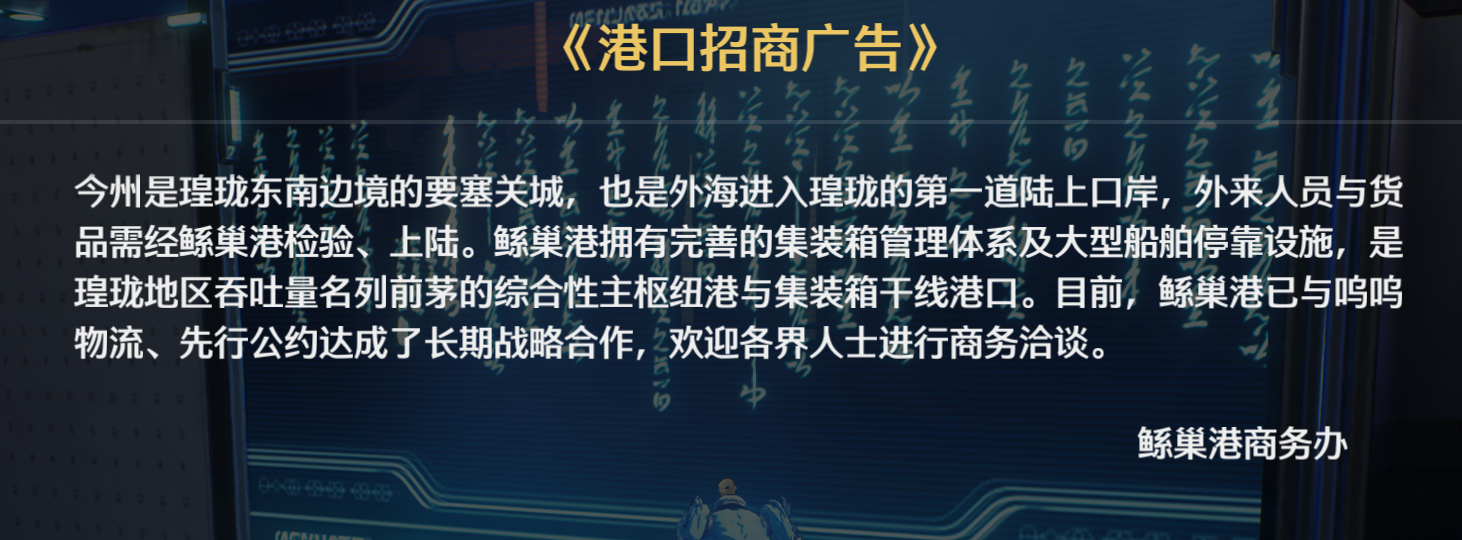 《港口招商广告》
今州是瑝珑东南边境的要塞关城，也是外海进入瑝珑的第一道陆上口岸，外来人员与货
品需经鲧巢港检验、上陆。鲧巢港拥有完善的集装箱管理体系及大型船舶停靠设施，是
瑝珑地区吞吐量名列前茅的综合性主枢纽港与集装箱干线港口。目前，鲧巢港已与呜呜
物流、先行公约达成了长期战略合作，欢迎各界人士进行商务洽谈。
鲧巢港商务办